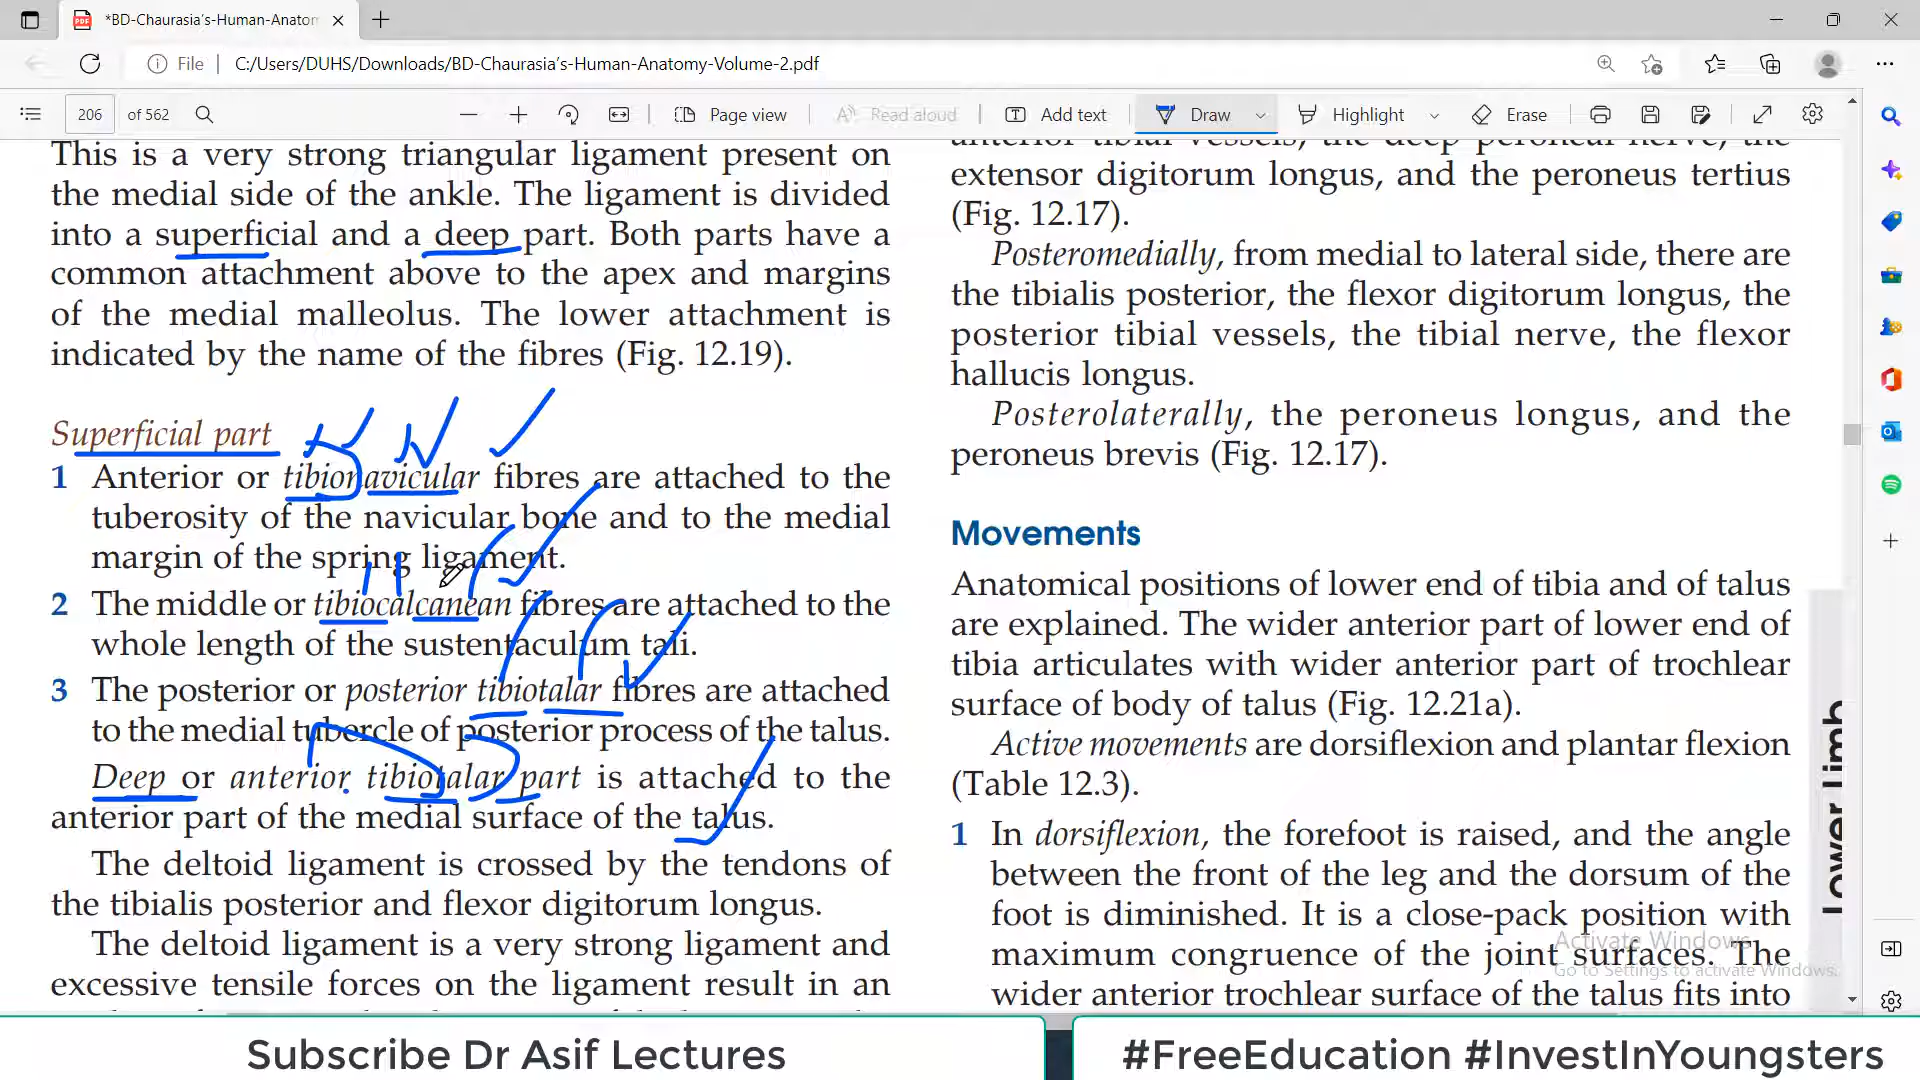 *BD-Chaurasia's-Human-Anaton
File
C:/Users/DUHS/Downloads/BD-Chaurasia's-Human-Anatomy-Volume-2.pdf
206 of 562
Page view
Read aloud
Add text
Draw
Highlight
Erase
This is a very strong triangular ligament present on
the medial side of the ankle. The ligament is divided
into a superficial and a deep part. Both parts have a
common attachment above to the apex and margins
of the medial malleolus. The lower attachment is
indicated by the name of the fibres (Fig. 12.19).
Superficial part
1 Anterior or tibionavicular fibres are attached to the
tuberosity of the navicular bone and to the medial
margin of the spring ligament.
2 The middle or tibiocalcanean fibres are attached to the
whole length of the sustentaculum tali.
3 The posterior or posterior tibiotalar fibres are attached
to the medial tubercle of posterior process of the talus.
Deep or anterior tibiotalar part is attached to the
anterior part of the medial surface of the talus.
The deltoid ligament is crossed by the tendons of
the tibialis posterior and flexor digitorum longus.
The deltoid ligament is a very strong ligament and
excessive tensile forces on the ligament result in an
anterior tibial vessels, the deep peroneal nerve, the
extensor digitorum longus, and the peroneus tertius
(Fig. 12.17).
Posteromedially, from medial to lateral side, there are
the tibialis posterior, the flexor digitorum longus, the
posterior tibial vessels, the tibial nerve, the flexor
hallucis longus.
Posterolaterally, the peroneus longus, and the
peroneus brevis (Fig. 12.17).
Movements
Anatomical positions of lower end of tibia and of talus
are explained. The wider anterior part of lower end of
tibia articulates with wider anterior part of trochlear
surface of body of talus (Fig. 12.21a).
Active movements are dorsiflexion and plantar flexion
(Table 12.3).
1 In dorsiflexion, the forefoot is raised, and the angle
between the front of the leg and the dorsum of the
foot is diminished. It is a close-pack position with
maximum congruence of the joint surfaces. The
wider anterior trochlear surface of the talus fits into
Lower limb
Activate Windows
Go to Settings to activate Windows.
Subscribe Dr Asif Lectures
#FreeEducation #InvestInYoungsters